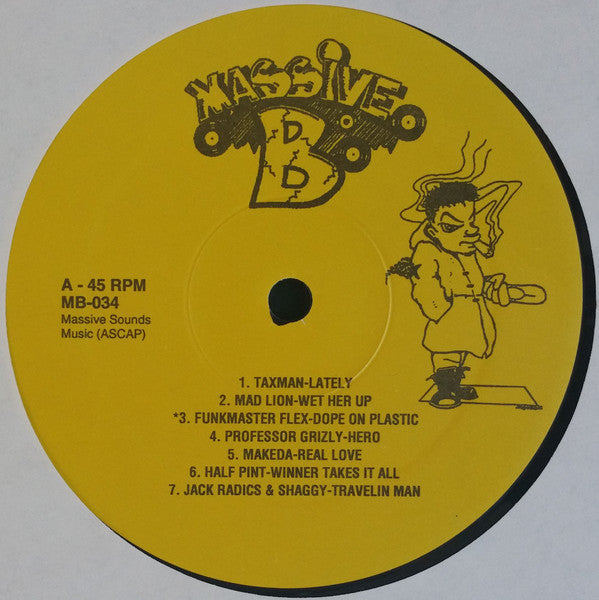 MASSIVE
B
D
D
A - 45 RPM
MB-034
Massive Sounds
Music (ASCAP)
1. TAXMAN-LATELY
2. MAD LION-WET HER UP
*3. FUNKMASTER FLEX-DOPE ON PLASTIC
4. PROFESSOR GRIZLY-HERO
5. MAKEDA-REAL LOVE
6. HALF PINT-WINNER TAKES IT ALL
7. JACK RADICS & SHAGGY-TRAVELIN MAN